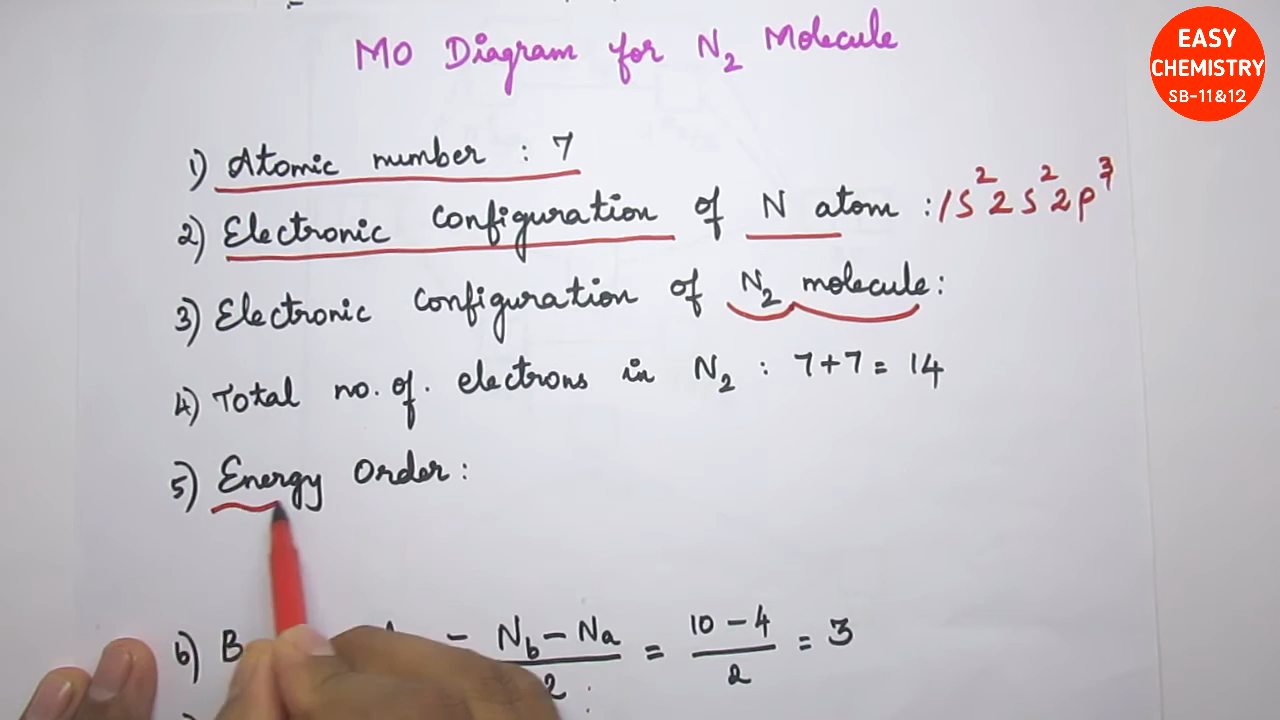 MO Diagram for N₂ Molecule
EASY
CHEMISTRY
SB-11&12
1) Atomic number : 7
2) Electronic configuration of N atom : 1s² 2s² 2p³
3) Electronic configuration of N₂ molecule:
4) Total no. of. electrons in N₂ : 7+7 = 14
5) Energy Order:
6) B = Nb – Na / 2 = 10 – 4 / 2 = 3